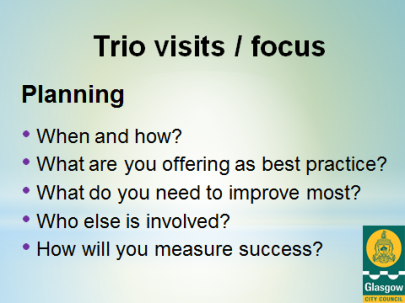 Trio visits / focus
Planning
• When and how?
• What are you offering as best practice?
• What do you need to improve most?
• Who else is involved?
• How will you measure success?
Glasgow
CITY COUNCIL